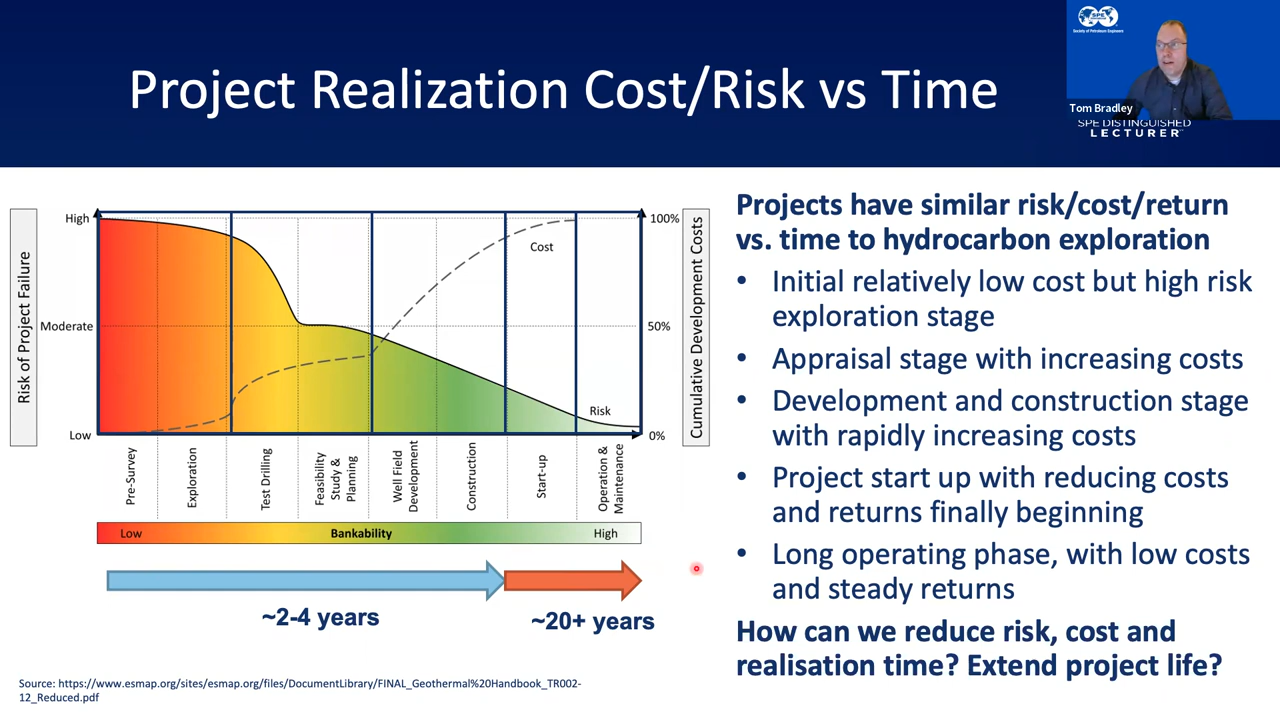 SPE
Society of Petroleum Engineers
Tom Bradley
SPE DISTINGUISHED
LECTURER
Project Realization Cost/Risk vs Time
Risk of Project Failure
High
Moderate
Low
Cost
Risk
100%
50%
0%
Cumulative Development Costs
Pre-Survey
Exploration
Test Drilling
Feasibility
Study &
Planning
Well Field
Development
Construction
Start-up
Operation &
Maintenance
Low
Bankability
High
~2-4 years
~20+ years
Source: https://www.esmap.org/sites/esmap.org/files/DocumentLibrary/FINAL_Geothermal%20Handbook_TR002-
12_Reduced.pdf
Projects have similar risk/cost/return
vs. time to hydrocarbon exploration
• Initial relatively low cost but high risk
exploration stage
• Appraisal stage with increasing costs
• Development and construction stage
with rapidly increasing costs
• Project start up with reducing costs
and returns finally beginning
• Long operating phase, with low costs
and steady returns
How can we reduce risk, cost and
realisation time? Extend project life?